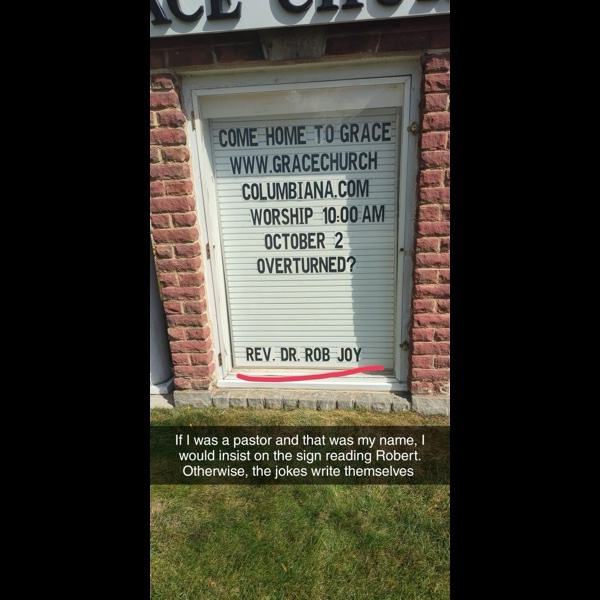 COME HOME TO GRACE
WWW.GRACECHURCH
COLUMBIANA.COM
WORSHIP 10:00 AM
OCTOBER 2
OVERTURNED?
REV. DR. ROB JOY
If I was a pastor and that was my name, I
would insist on the sign reading Robert.
Otherwise, the jokes write themselves